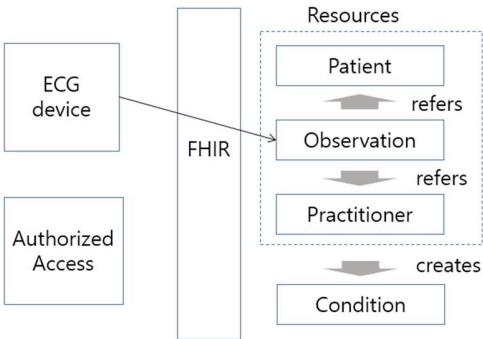 Resources
ECG
device
Authorized
Access
FHIR
Patient
refers
Observation
refers
Practitioner
creates
Condition